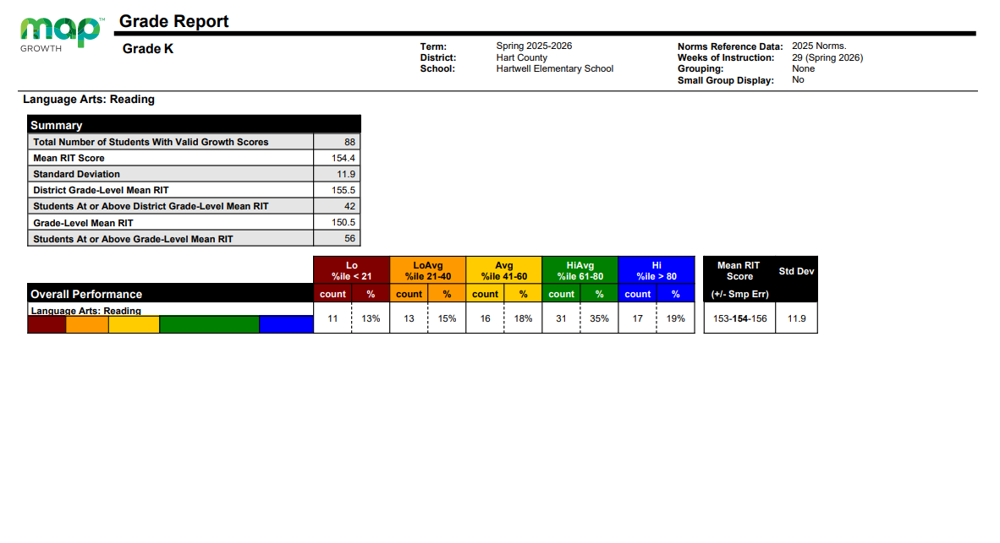 map™
GROWTH
Grade Report
Grade K
Term: Spring 2025-2026
District: Hart County
School: Hartwell Elementary School
Norms Reference Data: 2025 Norms.
Weeks of Instruction: 29 (Spring 2026)
Grouping: None
Small Group Display: No
Language Arts: Reading
Summary
Total Number of Students With Valid Growth Scores 88
Mean RIT Score 154.4
Standard Deviation 11.9
District Grade-Level Mean RIT 155.5
Students At or Above District Grade-Level Mean RIT 42
Grade-Level Mean RIT 150.5
Students At or Above Grade-Level Mean RIT 56
Lo LoAvg Avg HiAvg Hi Mean RIT Score Std Dev
%ile < 21 %ile 21-40 %ile 41-60 %ile 61-80 %ile > 80
Overall Performance count % count % count % count % count % (+/- Smp Err)
Language Arts: Reading
11 13% 13 15% 16 18% 31 35% 17 19% 153-154-156 11.9